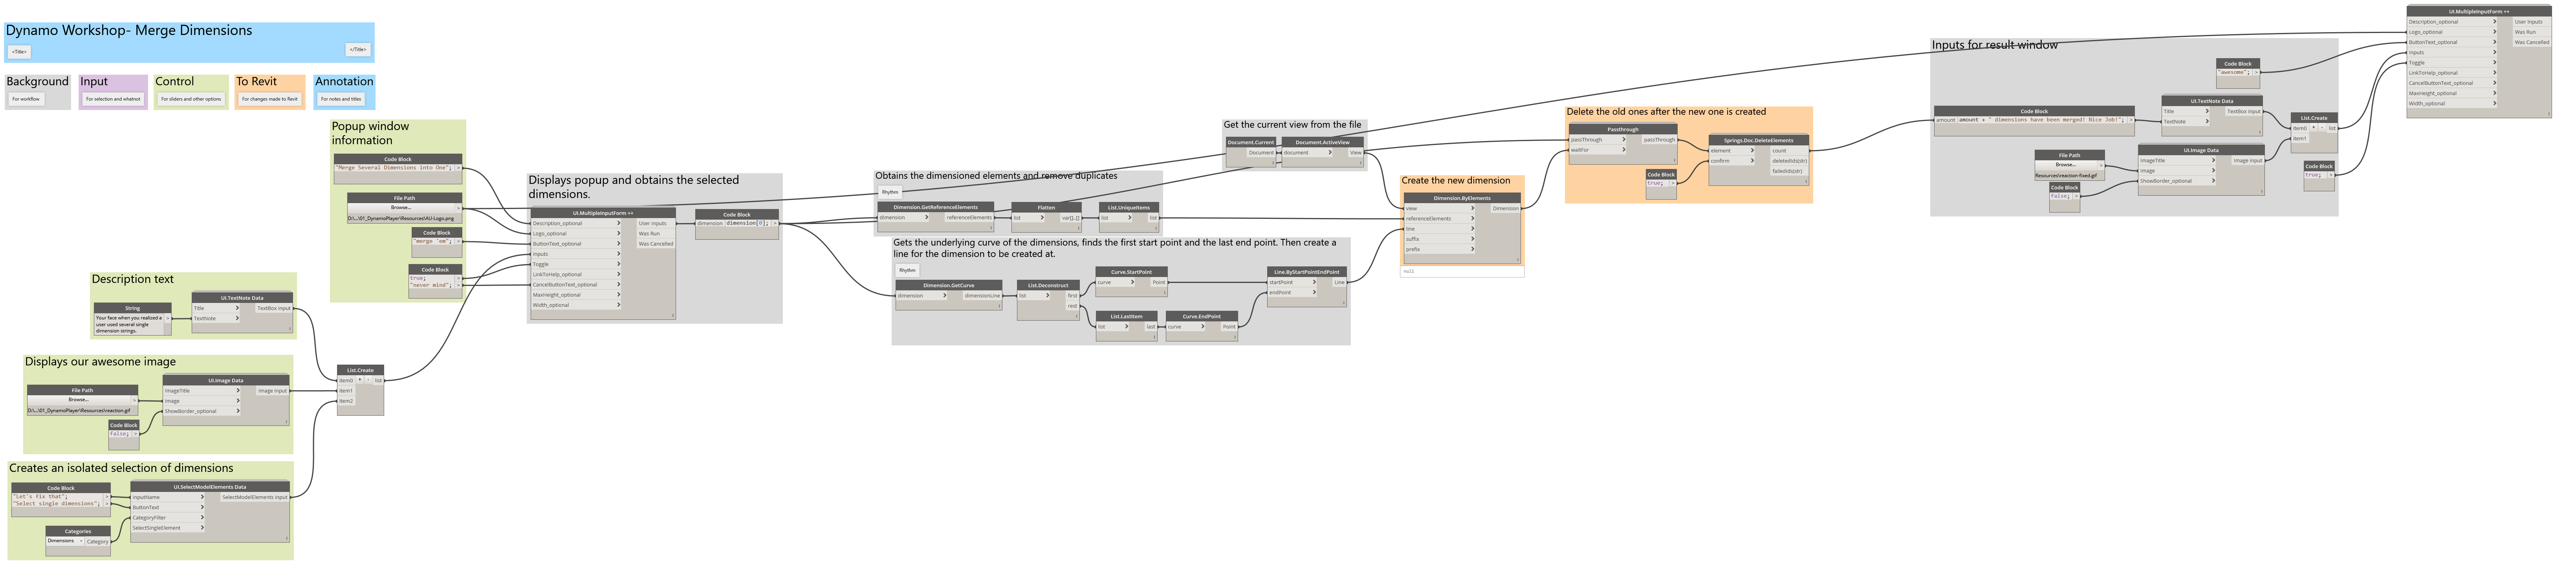 Dynamo Workshop- Merge Dimensions
<Title>
</Title>
Background
For workflow
Input
For selection and whatnot
Control
For sliders and other options
To Revit
For changes made to Revit
Annotation
For notes and titles
Popup window
information
Code Block
"Merge Several Dimensions into One"; >
File Path
Browse... >
D:\...\01_DynamoPlayer\Resources\AU-Logo.png
Code Block
"merge 'em"; >
Code Block
true; >
"never mind"; >
Description text
String
Your face when you realized a
user used several single
dimension strings.
>
UI.TextNote Data
Title >
TextNote >
TextBox input
Displays our awesome image
File Path
Browse... >
D:\...\01_DynamoPlayer\Resources\reaction.gif
Code Block
false; >
UI.Image Data
ImageTitle >
Image >
ShowBorder_optional >
Image input
Creates an isolated selection of dimensions
Code Block
"Let's fix that"; >
"Select single dimensions"; >
Categories
Dimensions Category
UI.SelectModelElements Data
InputName >
ButtonText >
CategoryFilter >
SelectSingleElement >
SelectModelElements input
List.Create
item0 + - list
item1
item2
Displays popup and obtains the selected
dimensions.
UI.MultipleInputForm ++
Description_optional > User Inputs
Logo_optional > Was Run
ButtonText_optional > Was Cancelled
Inputs >
Toggle >
LinkToHelp_optional >
CancelButtonText_optional >
MaxHeight_optional >
Width_optional >
Code Block
dimension dimension[0]; >
Obtains the dimensioned elements and remove duplicates
Rhythm
Dimension.GetReferenceElements
dimension > referenceElements
Flatten
list > var[]..[]
List.UniqueItems
list > list
Gets the underlying curve of the dimensions, finds the first start point and the last end point. Then create a
line for the dimension to be created at.
Rhythm
Dimension.GetCurve
dimension > dimensionLine
List.Deconstruct
list > first
rest
Curve.StartPoint
curve > Point
List.LastItem
list > last
Curve.EndPoint
curve > Point
Line.ByStartPointEndPoint
startPoint > Line
endPoint >
Get the current view from the file
Document.Current
Document
Document.ActiveView
document > View
Create the new dimension
Dimension.ByElements
view > Dimension
referenceElements >
line >
suffix >
prefix >
null
Delete the old ones after the new one is created
Passthrough
passThrough > passThrough
waitFor >
Code Block
true; >
Springs.Doc.DeleteElements
element > count
confirm > deletedIds(str)
failedIds(str)
Inputs for result window
Code Block
"awesome"; >
Code Block
amount amount + " dimensions have been merged! Nice Job!"; >
UI.TextNote Data
Title > TextBox input
TextNote >
File Path
Browse... >
Resources\reaction-fixed.gif
Code Block
false; >
UI.Image Data
ImageTitle > Image input
Image >
ShowBorder_optional >
List.Create
item0 + - list
item1
Code Block
true; >
UI.MultipleInputForm ++
Description_optional > User Inputs
Logo_optional > Was Run
ButtonText_optional > Was Cancelled
Inputs >
Toggle >
LinkToHelp_optional >
CancelButtonText_optional >
MaxHeight_optional >
Width_optional >